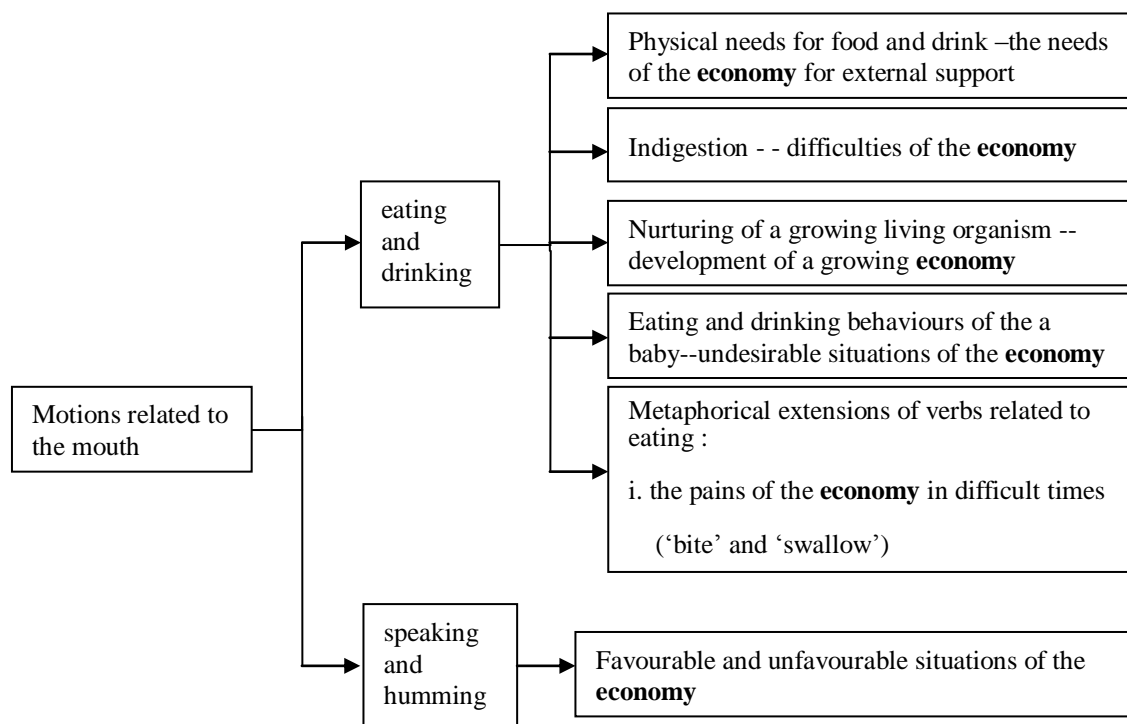 Motions related to
the mouth
eating
and
drinking
Physical needs for food and drink –the needs
of the economy for external support
Indigestion - - difficulties of the economy
Nurturing of a growing living organism --
development of a growing economy
Eating and drinking behaviours of the a
baby--undesirable situations of the economy
Metaphorical extensions of verbs related to
eating :
i. the pains of the economy in difficult times
(‘bite’ and ‘swallow’)
speaking
and
humming
Favourable and unfavourable situations of the
economy